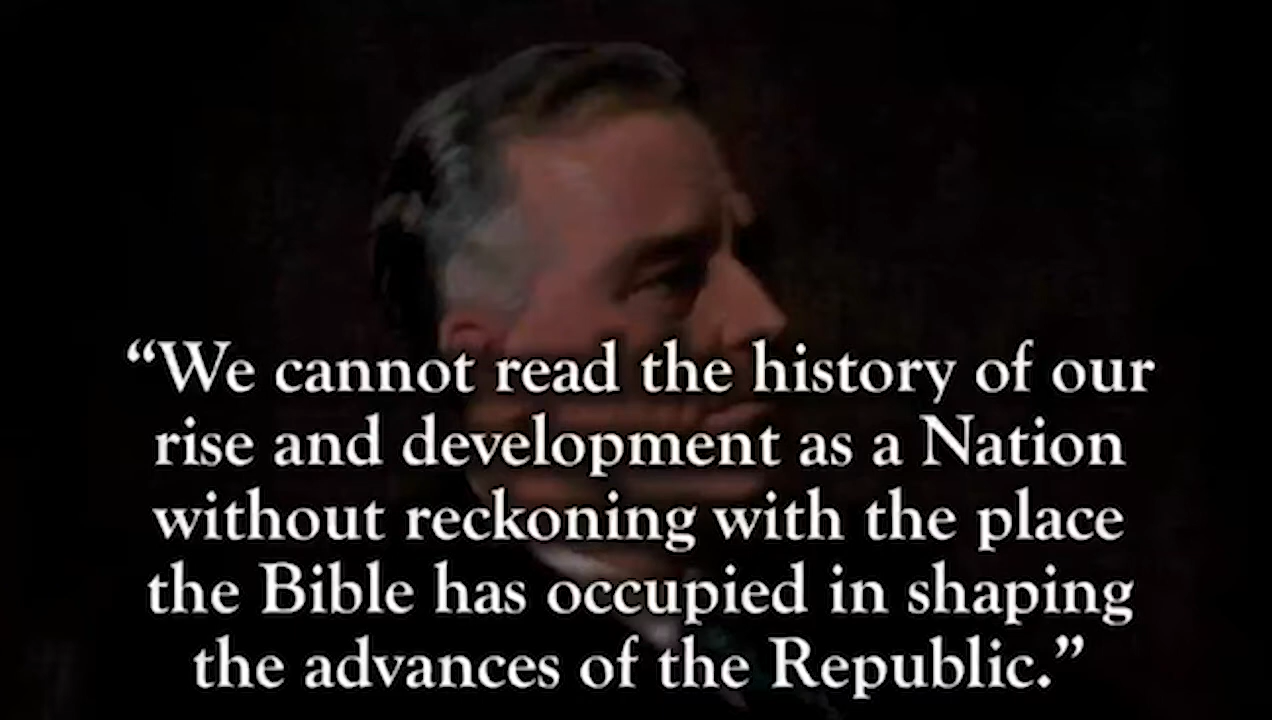 “We cannot read the history of our
rise and development as a Nation
without reckoning with the place
the Bible has occupied in shaping
the advances of the Republic.”